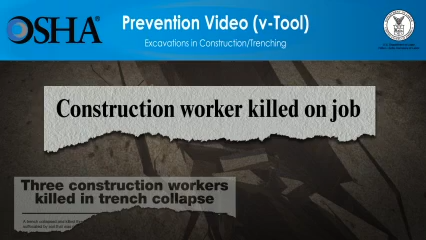 OSHA®
Prevention Video (v-Tool)
Excavations in Construction/Trenching
Construction worker killed on job
Three construction workers
killed in trench collapse